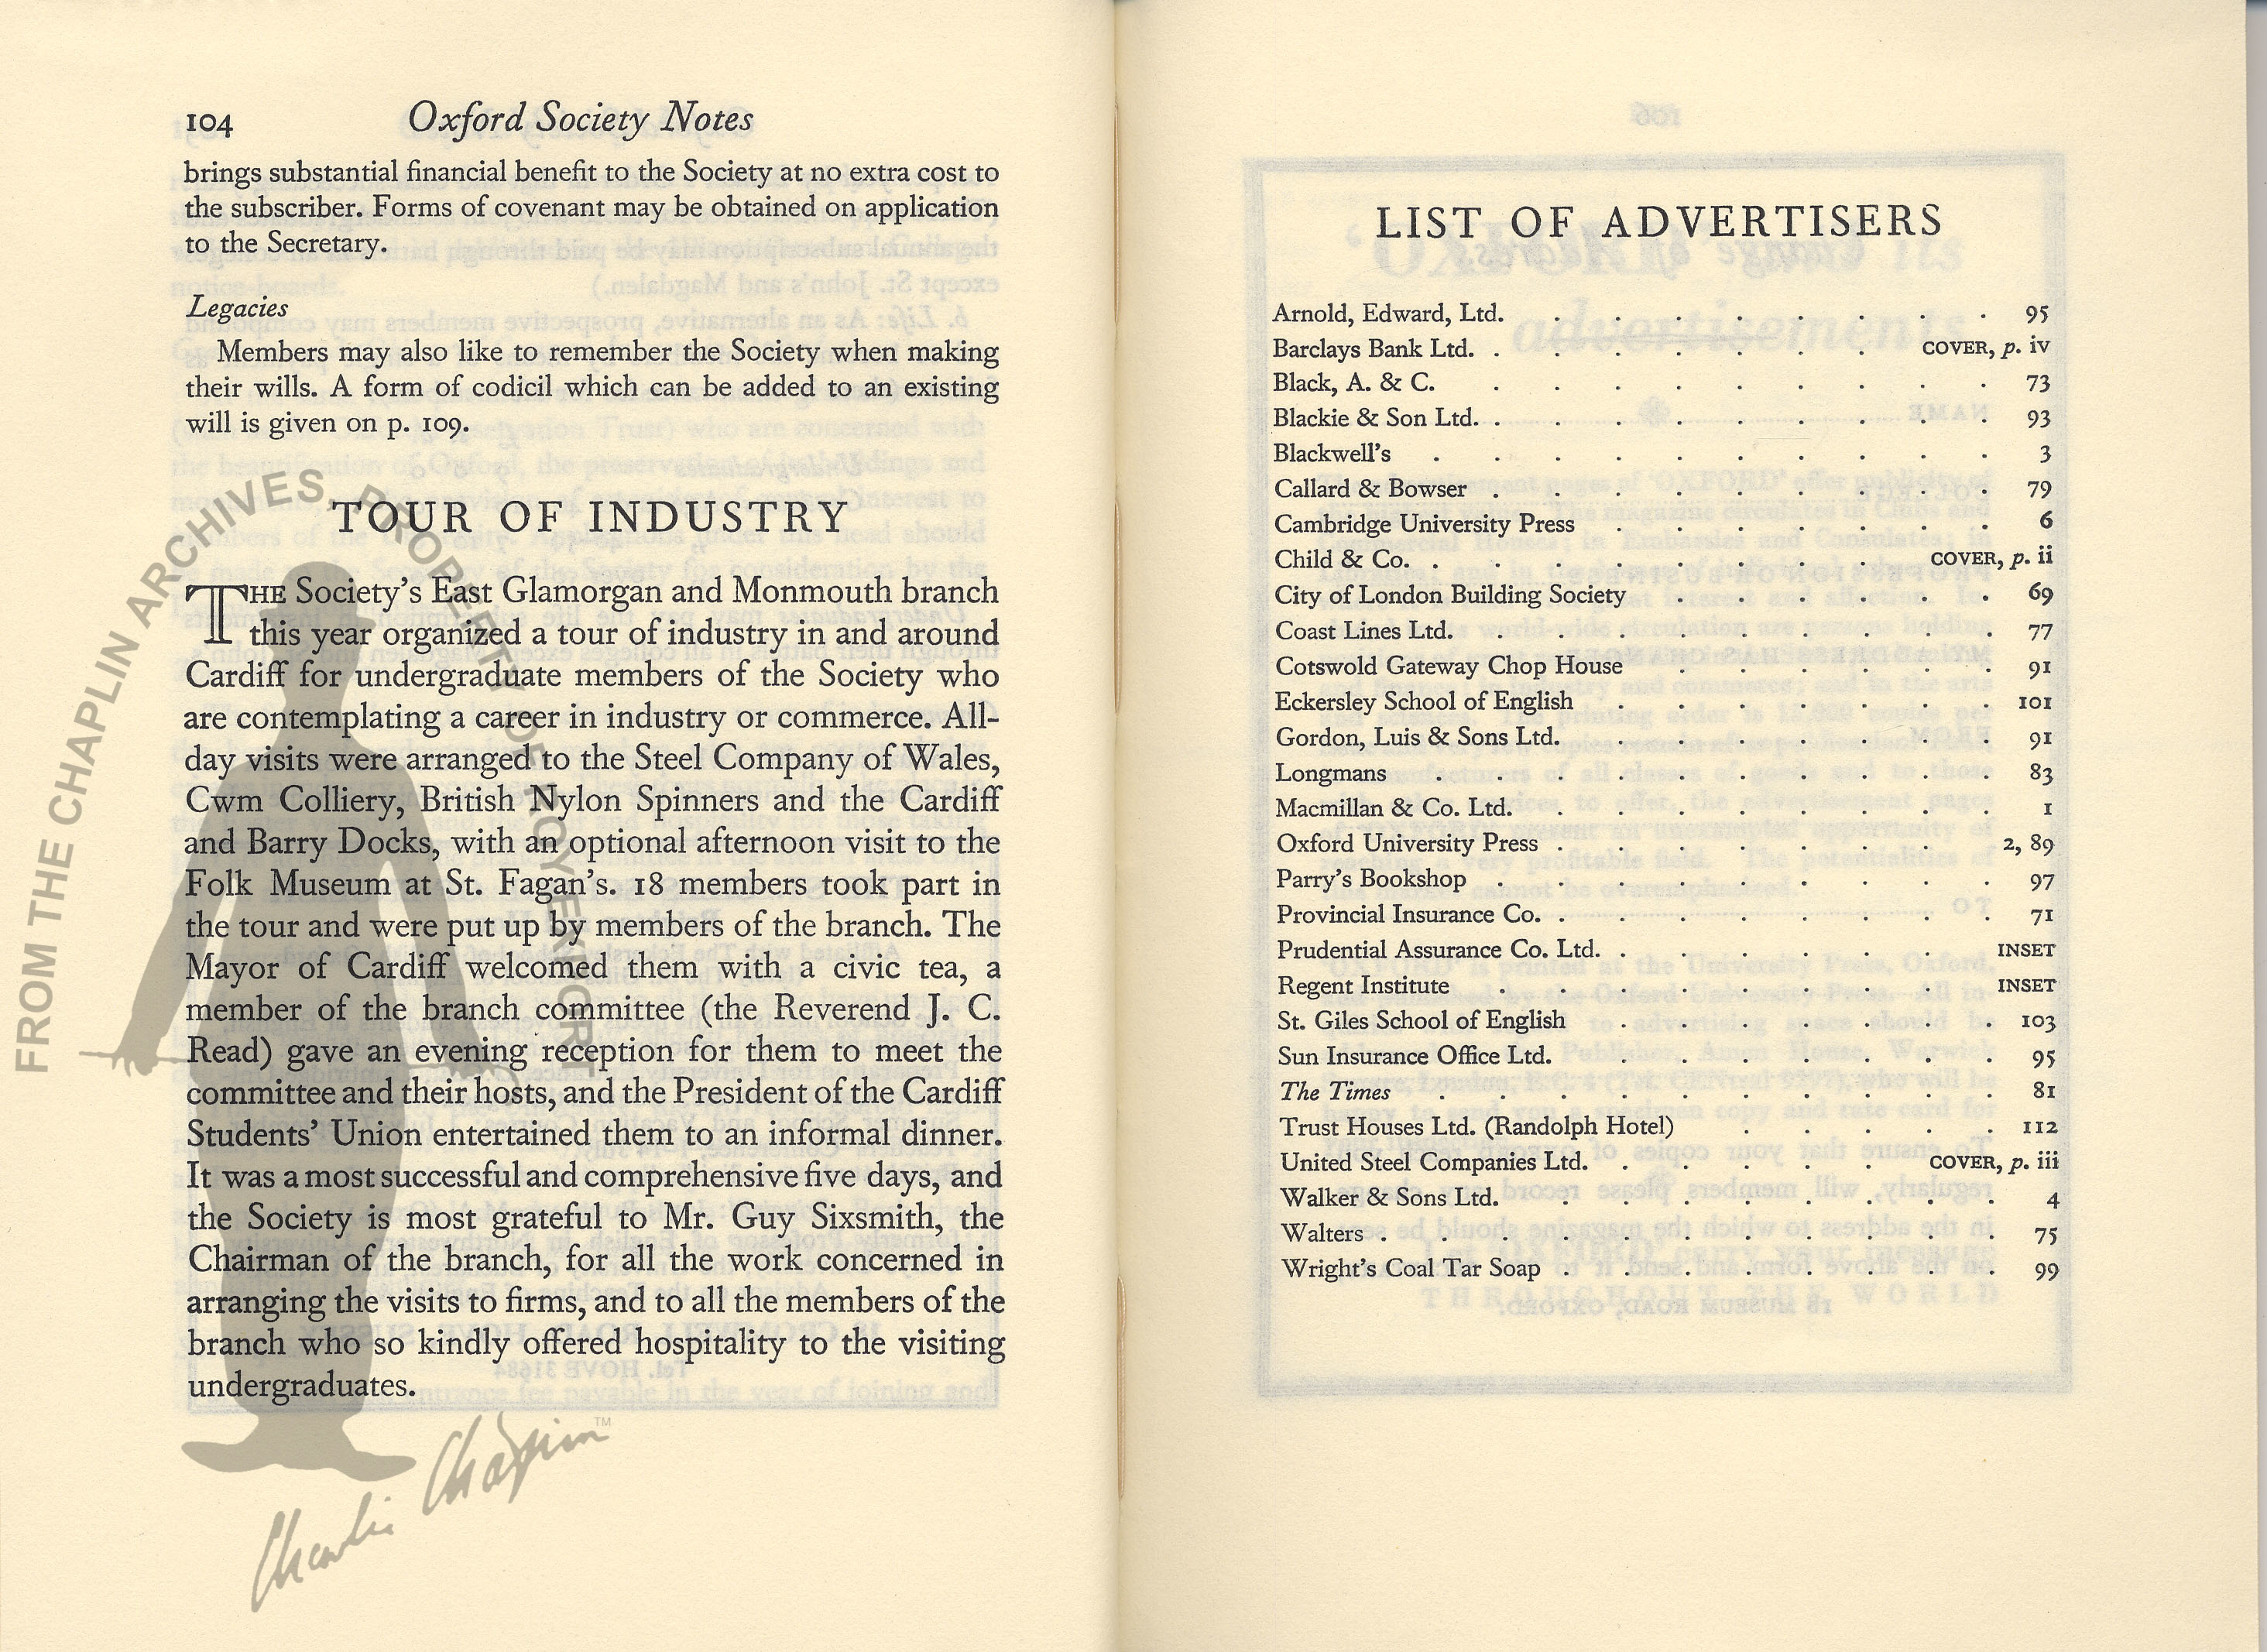 104 Oxford Society Notes
brings substantial financial benefit to the Society at no extra cost to
the subscriber. Forms of covenant may be obtained on application
to the Secretary.
Legacies
Members may also like to remember the Society when making
their wills. A form of codicil which can be added to an existing
will is given on p. 109.
TOUR OF INDUSTRY
THE Society's East Glamorgan and Monmouth branch
this year organized a tour of industry in and around
Cardiff for undergraduate members of the Society who
are contemplating a career in industry or commerce. All-
day visits were arranged to the Steel Company of Wales,
Cwm Colliery, British Nylon Spinners and the Cardiff
and Barry Docks, with an optional afternoon visit to the
Folk Museum at St. Fagan's. 18 members took part in
the tour and were put up by members of the branch. The
Mayor of Cardiff welcomed them with a civic tea, a
member of the branch committee (the Reverend J. C.
Read) gave an evening reception for them to meet the
committee and their hosts, and the President of the Cardiff
Students' Union entertained them to an informal dinner.
It was a most successful and comprehensive five days, and
the Society is most grateful to Mr. Guy Sixsmith, the
Chairman of the branch, for all the work concerned in
arranging the visits to firms, and to all the members of the
branch who so kindly offered hospitality to the visiting
undergraduates.
FROM THE CHAPLIN ARCHIVES, PROPERTY OF ROY EXPORT
Charlie Chaplin ™
LIST OF ADVERTISERS
Arnold, Edward, Ltd. . . . . . . . . 95
Barclays Bank Ltd. . . . . . . . COVER, p. iv
Black, A. & C. . . . . . . . . . 73
Blackie & Son Ltd. . . . . . . . . . 93
Blackwell's . . . . . . . . . . 3
Callard & Bowser . . . . . . . . . 79
Cambridge University Press . . . . . . . 6
Child & Co. . . . . . . . . COVER, p. ii
City of London Building Society . . . . . . 69
Coast Lines Ltd. . . . . . . . . 77
Cotswold Gateway Chop House . . . . . . 91
Eckersley School of English . . . . . . . 101
Gordon, Luis & Sons Ltd. . . . . . . . 91
Longmans . . . . . . . . . . 83
Macmillan & Co. Ltd. . . . . . . . . 1
Oxford University Press . . . . . . . 2, 89
Parry's Bookshop . . . . . . . . . 97
Provincial Insurance Co. . . . . . . . . 71
Prudential Assurance Co. Ltd. . . . . . . INSET
Regent Institute . . . . . . . . INSET
St. Giles School of English . . . . . . . 103
Sun Insurance Office Ltd. . . . . . . . 95
The Times . . . . . . . . . . 81
Trust Houses Ltd. (Randolph Hotel) . . . . . 112
United Steel Companies Ltd. . . . . . COVER, p. iii
Walker & Sons Ltd. . . . . . . . . 4
Walters . . . . . . . . . . . 75
Wright's Coal Tar Soap . . . . . . . . 99